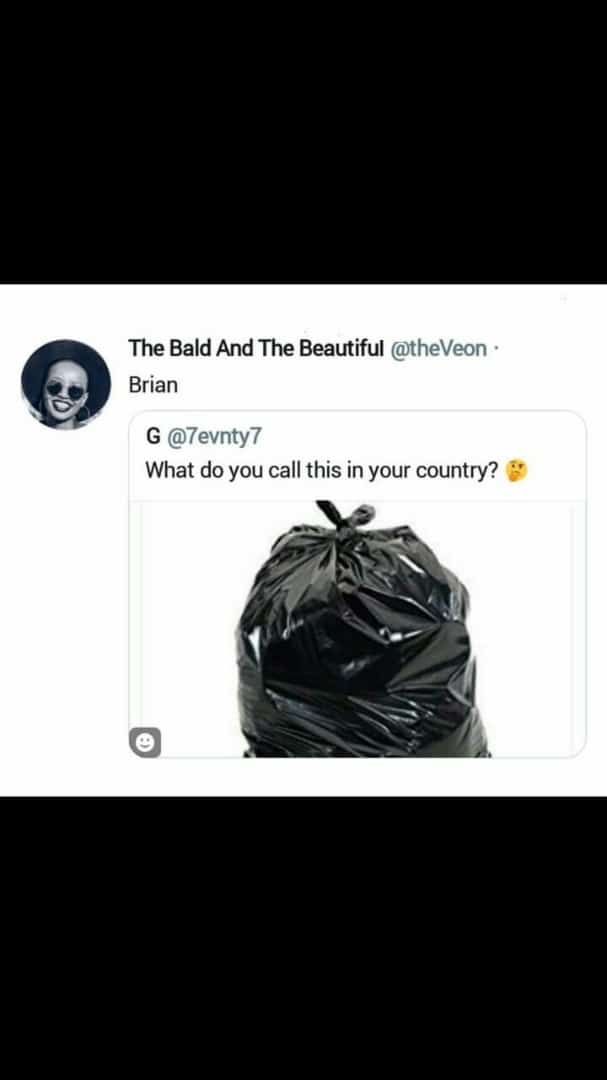 The Bald And The Beautiful @theVeon ·
Brian
G @7evnty7
What do you call this in your country? 🤔